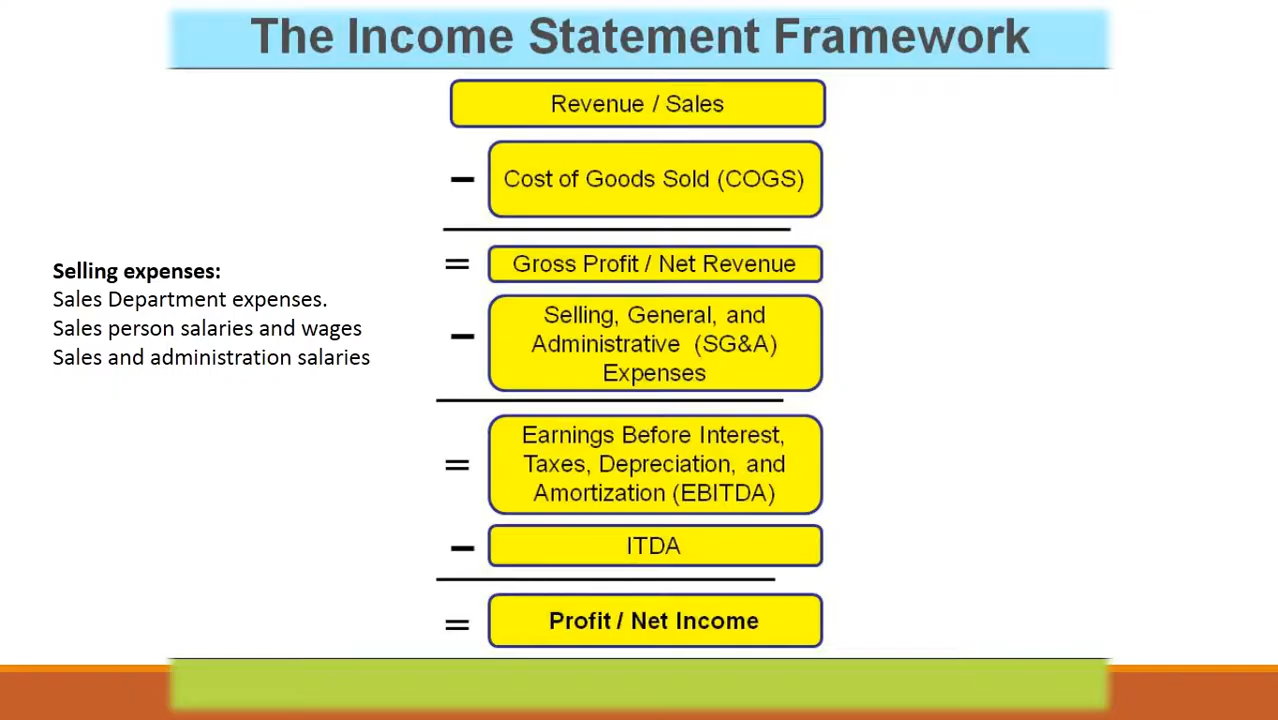 The Income Statement Framework
Revenue / Sales
− Cost of Goods Sold (COGS)
= Gross Profit / Net Revenue
Selling expenses:
Sales Department expenses.
Sales person salaries and wages
Sales and administration salaries
Selling, General, and
− Administrative (SG&A)
Expenses
Earnings Before Interest,
= Taxes, Depreciation, and
Amortization (EBITDA)
− ITDA
= Profit / Net Income